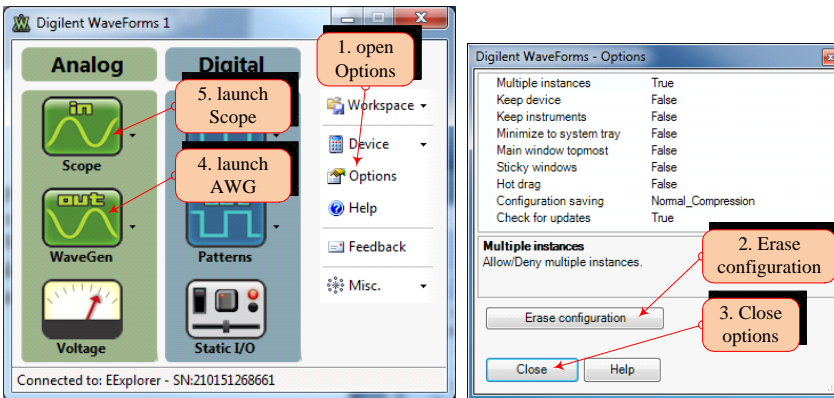 Digilent WaveForms 1
Analog
Digital
1. open
Options
5. launch
Scope
4. launch
AWG
Scope
WaveGen
Patterns
Voltage
Static I/O
Workspace
Device
Options
Help
Feedback
Misc.
Connected to: EExplorer - SN:210151268661
Digilent WaveForms - Options
Multiple instances True
Keep device False
Keep instruments False
Minimize to system tray False
Main window topmost False
Sticky windows False
Hot drag False
Configuration saving Normal_Compression
Check for updates True
Multiple instances
Allow/Deny multiple instances.
2. Erase
configuration
Erase configuration
3. Close
options
Close
Help